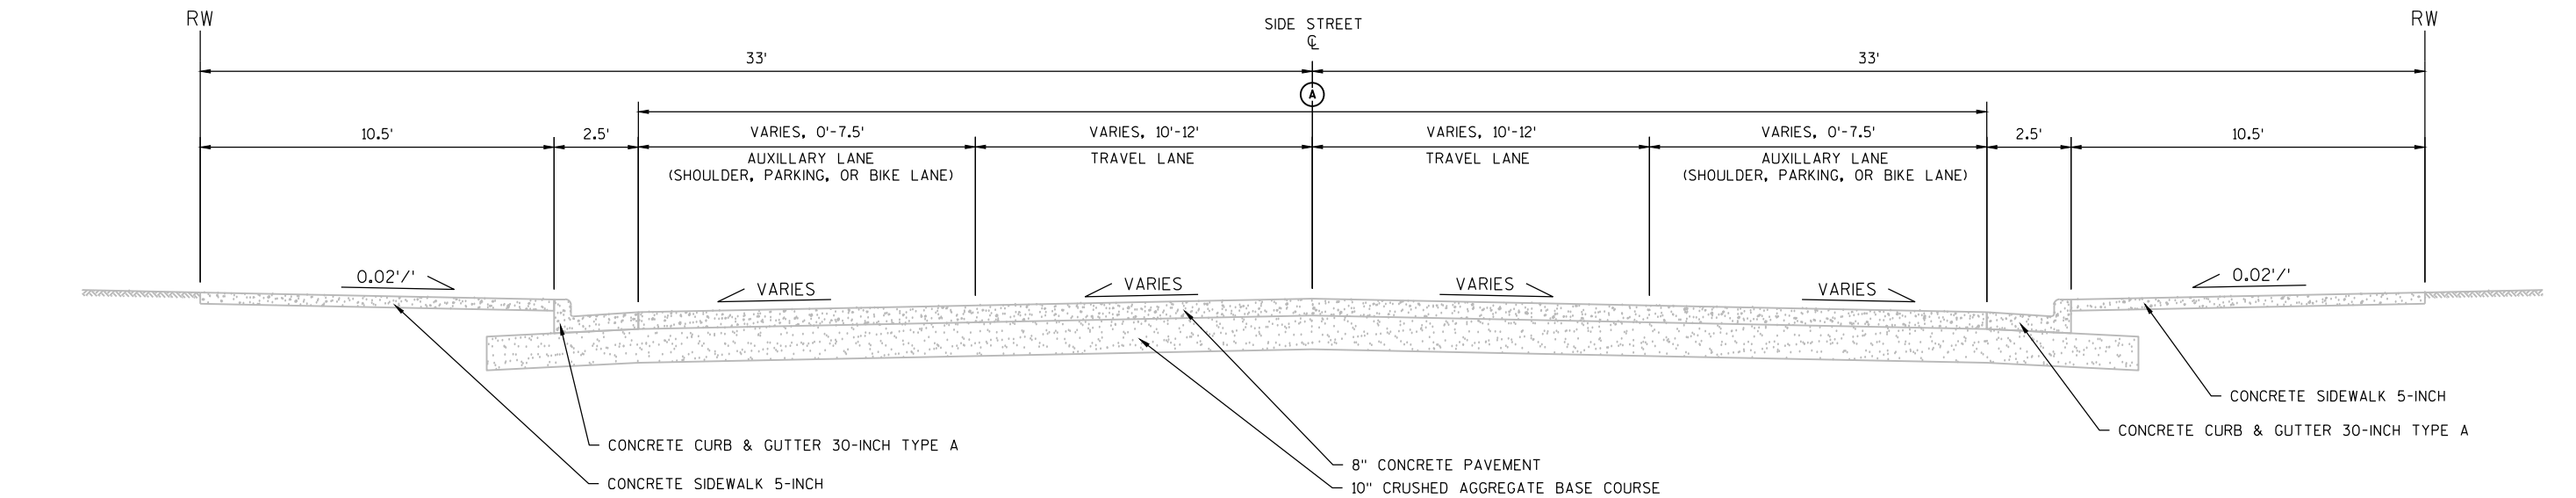 RW
SIDE STREET
℄
RW
33'
33'
A
10.5'
2.5'
VARIES, 0'-7.5'
AUXILLARY LANE
(SHOULDER, PARKING, OR BIKE LANE)
VARIES, 10'-12'
TRAVEL LANE
VARIES, 10'-12'
TRAVEL LANE
VARIES, 0'-7.5'
AUXILLARY LANE
(SHOULDER, PARKING, OR BIKE LANE)
2.5'
10.5'
0.02'/'
VARIES
VARIES
VARIES
VARIES
0.02'/'
CONCRETE CURB & GUTTER 30-INCH TYPE A
CONCRETE SIDEWALK 5-INCH
8" CONCRETE PAVEMENT
10" CRUSHED AGGREGATE BASE COURSE
CONCRETE SIDEWALK 5-INCH
CONCRETE CURB & GUTTER 30-INCH TYPE A